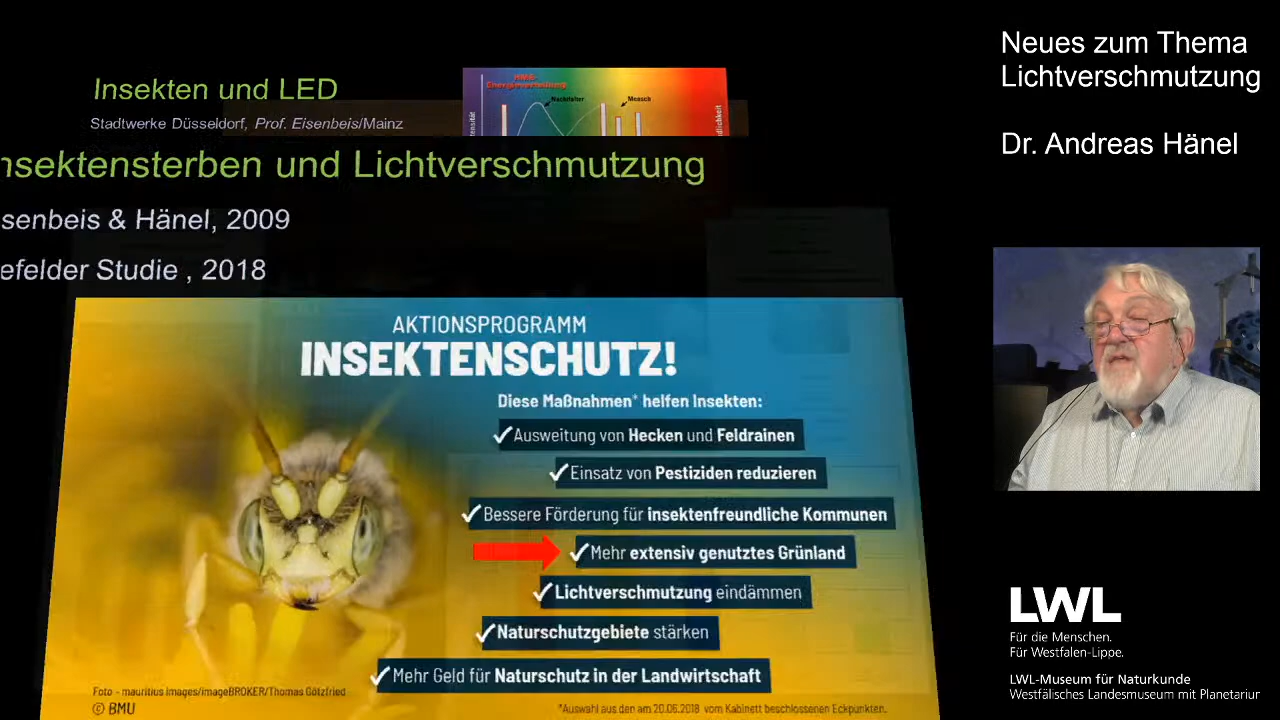 Insekten und LED
Stadtwerke Düsseldorf, Prof. Eisenbeis/Mainz
HME-
Energieverteilung
Nachtfalter
Mensch
nsektensterben und Lichtverschmutzung
senbeis & Hänel, 2009
efelder Studie , 2018
AKTIONSPROGRAMM
INSEKTENSCHUTZ!
Diese Maßnahmen* helfen Insekten:
Ausweitung von Hecken und Feldrainen
Einsatz von Pestiziden reduzieren
Bessere Förderung für insektenfreundliche Kommunen
Mehr extensiv genutztes Grünland
Lichtverschmutzung eindämmen
Naturschutzgebiete stärken
Mehr Geld für Naturschutz in der Landwirtschaft
Foto - mauritius images/imageBROKER/Thomas Götzfried
© BMU
*Auswahl aus den am 20.06.2018 vom Kabinett beschlossenen Eckpunkten.
Neues zum Thema
Lichtverschmutzung
Dr. Andreas Hänel
LWL
Für die Menschen.
Für Westfalen-Lippe.
LWL-Museum für Naturkunde
Westfälisches Landesmuseum mit Planetariur